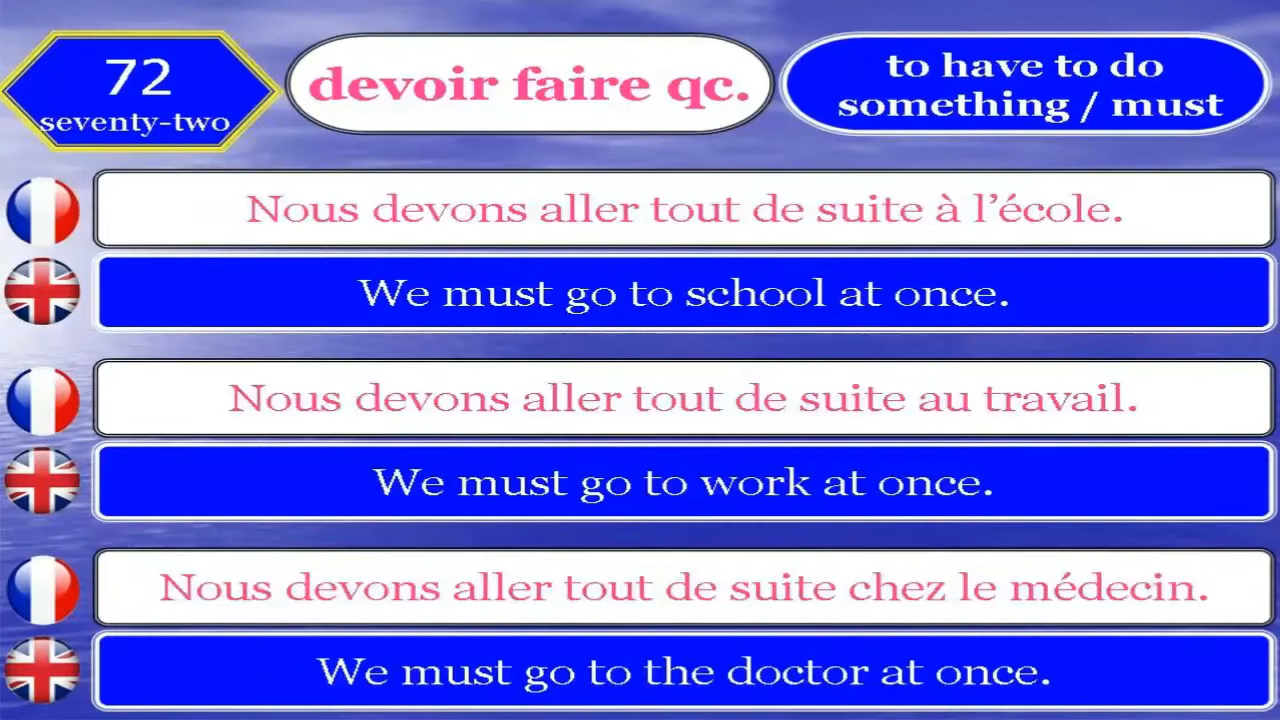 72
seventy-two
devoir faire qc.
to have to do
something / must
Nous devons aller tout de suite à l’école.
We must go to school at once.
Nous devons aller tout de suite au travail.
We must go to work at once.
Nous devons aller tout de suite chez le médecin.
We must go to the doctor at once.